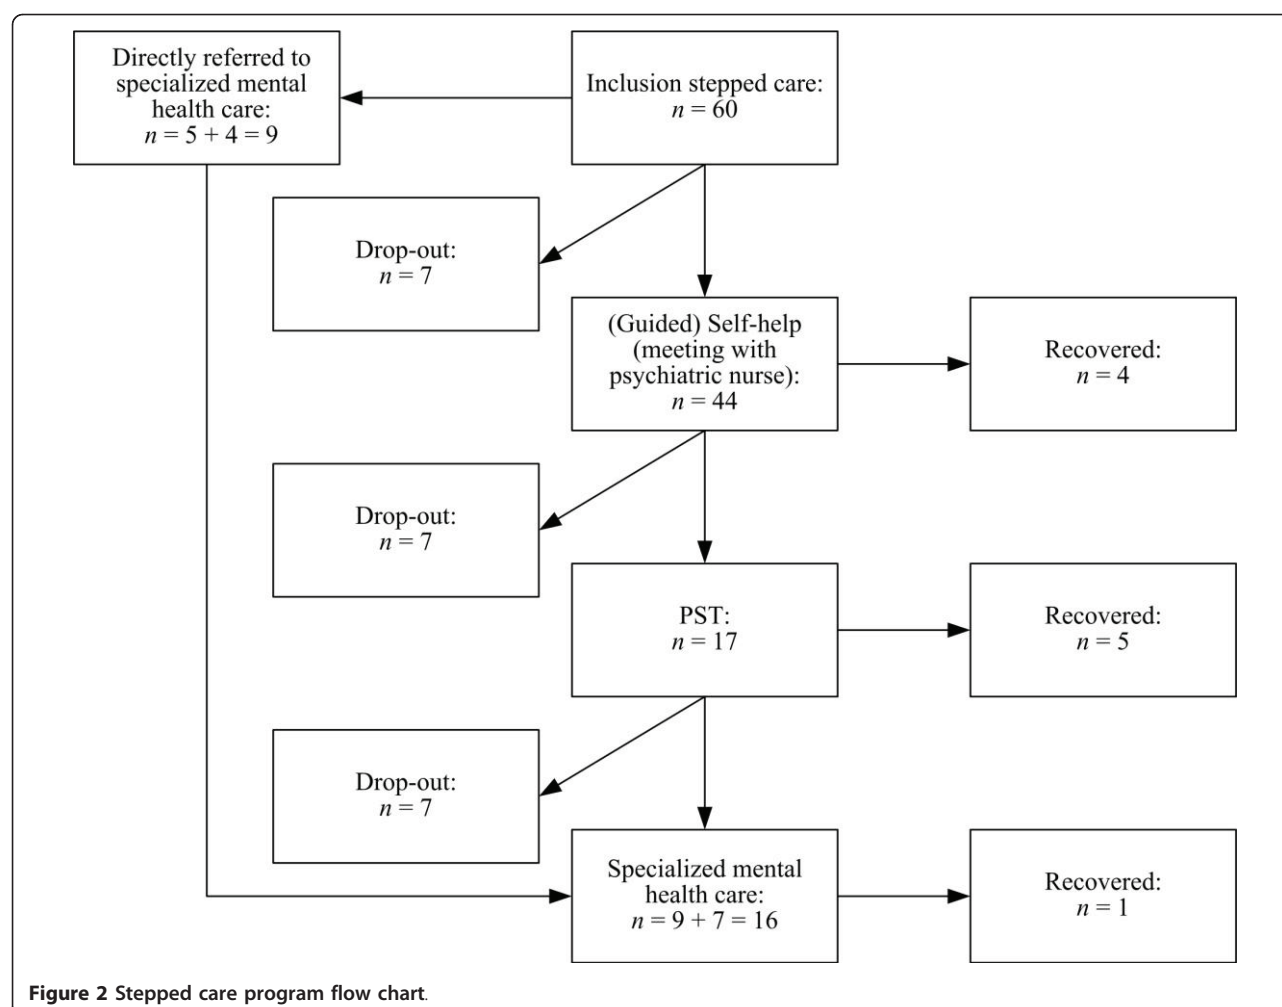 Directly referred to
specialized mental
health care:
n = 5 + 4 = 9
Inclusion stepped care:
n = 60
Drop-out:
n = 7
(Guided) Self-help
(meeting with
psychiatric nurse):
n = 44
Recovered:
n = 4
Drop-out:
n = 7
PST:
n = 17
Recovered:
n = 5
Drop-out:
n = 7
Specialized mental
health care:
n = 9 + 7 = 16
Recovered:
n = 1
Figure 2 Stepped care program flow chart.